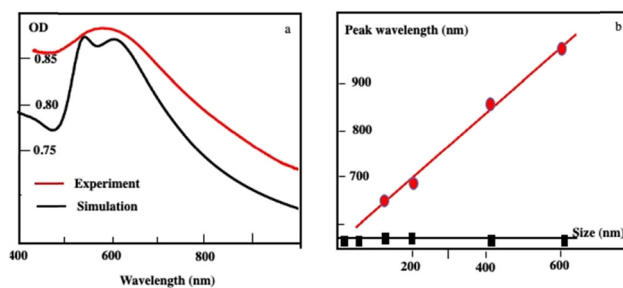 OD
a
0.85
0.80
0.75
Experiment
Simulation
400
600
800
Wavelength (nm)
Peak wavelength (nm)
b
900
800
700
Size (nm)
200
400
600